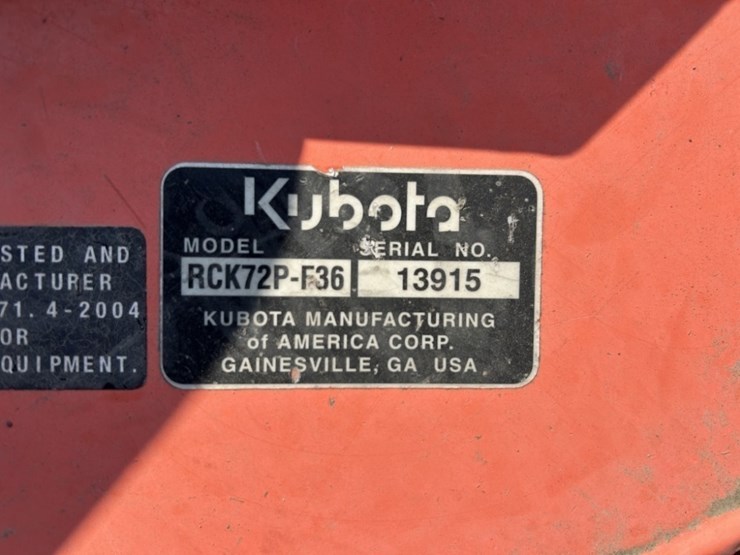 STED AND
ACTURER
71.4-2004
OR
QUIPMENT.
Kubota
MODEL SERIAL NO.
RCK72P-F36 13915
KUBOTA MANUFACTURING
of AMERICA CORP.
GAINESVILLE, GA USA